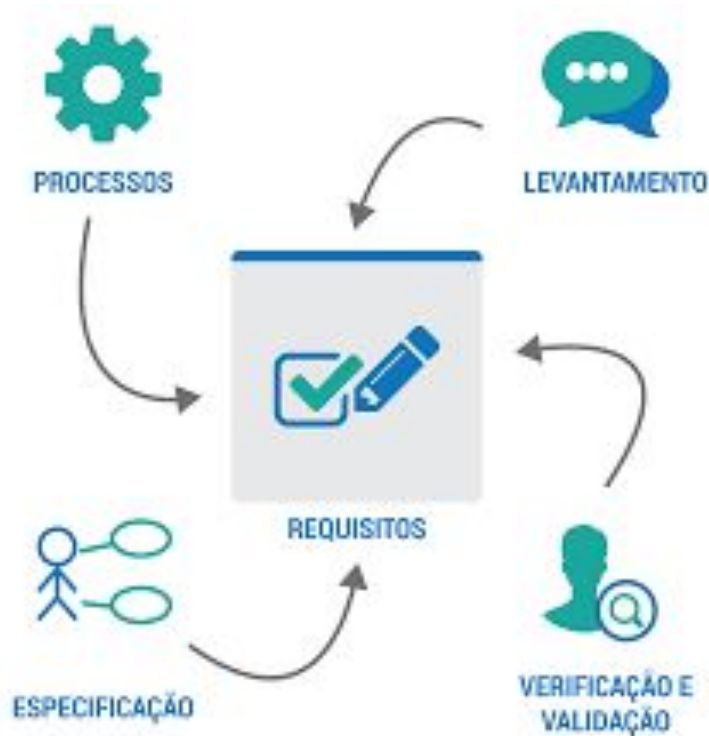 PROCESSOS
LEVANTAMENTO
REQUISITOS
ESPECIFICAÇÃO
VERIFICAÇÃO E
VALIDAÇÃO